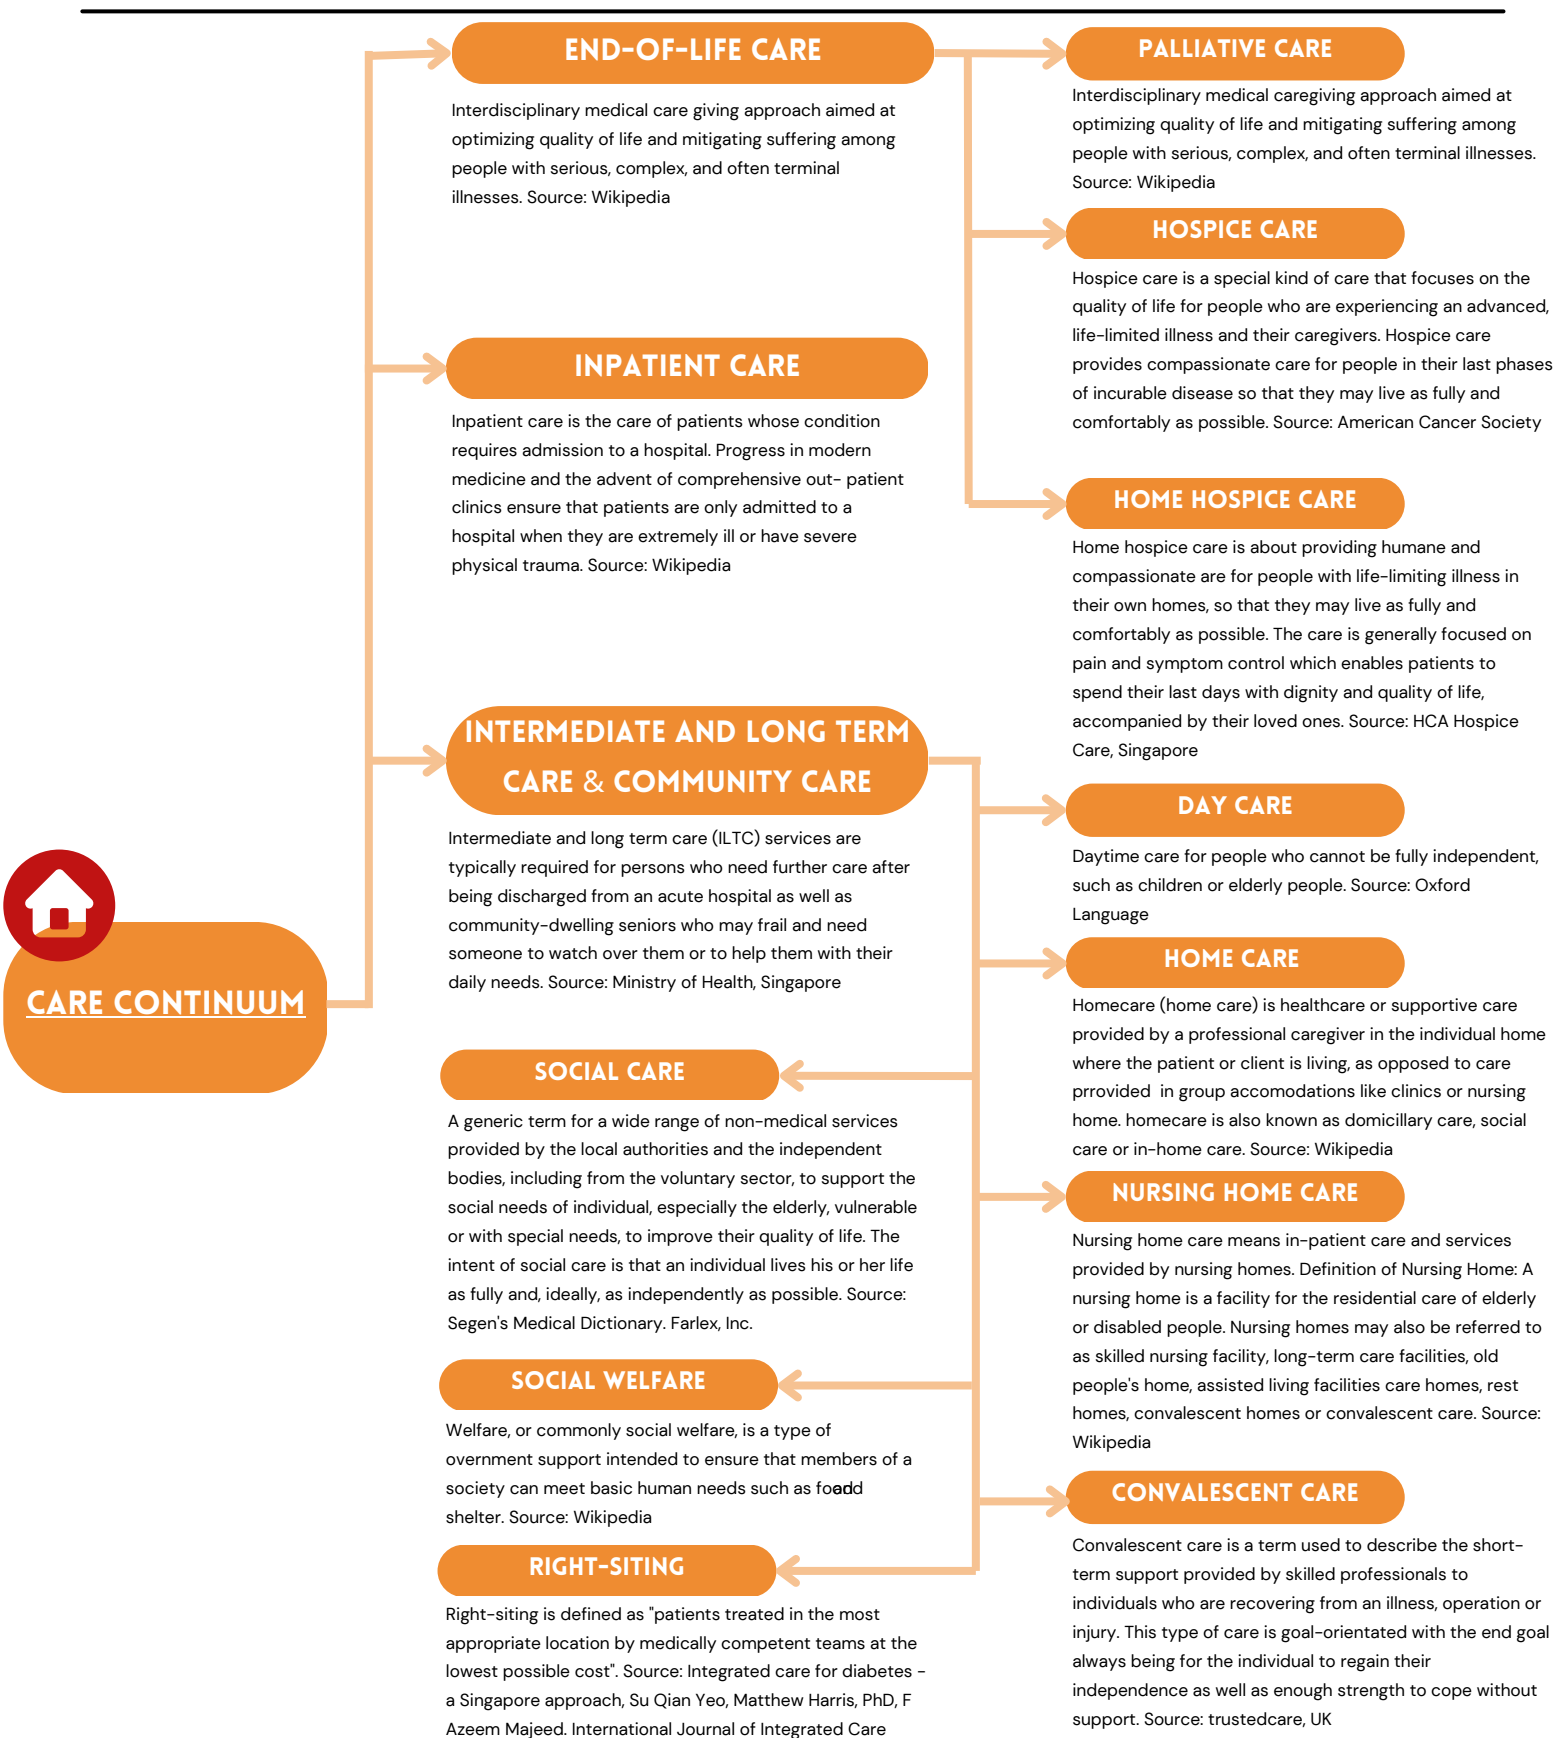 CARE CONTINUUM
END-OF-LIFE CARE
Interdisciplinary medical care giving approach aimed at
optimizing quality of life and mitigating suffering among
people with serious, complex, and often terminal
illnesses. Source: Wikipedia
PALLIATIVE CARE
Interdisciplinary medical caregiving approach aimed at
optimizing quality of life and mitigating suffering among
people with serious, complex, and often terminal illnesses.
Source: Wikipedia
HOSPICE CARE
Hospice care is a special kind of care that focuses on the
quality of life for people who are experiencing an advanced,
life-limited illness and their caregivers. Hospice care
provides compassionate care for people in their last phases
of incurable disease so that they may live as fully and
comfortably as possible. Source: American Cancer Society
HOME HOSPICE CARE
Home hospice care is about providing humane and
compassionate are for people with life-limiting illness in
their own homes, so that they may live as fully and
comfortably as possible. The care is generally focused on
pain and symptom control which enables patients to
spend their last days with dignity and quality of life,
accompanied by their loved ones. Source: HCA Hospice
Care, Singapore
INPATIENT CARE
Inpatient care is the care of patients whose condition
requires admission to a hospital. Progress in modern
medicine and the advent of comprehensive out- patient
clinics ensure that patients are only admitted to a
hospital when they are extremely ill or have severe
physical trauma. Source: Wikipedia
INTERMEDIATE AND LONG TERM
CARE & COMMUNITY CARE
Intermediate and long term care (ILTC) services are
typically required for persons who need further care after
being discharged from an acute hospital as well as
community-dwelling seniors who may frail and need
someone to watch over them or to help them with their
daily needs. Source: Ministry of Health, Singapore
DAY CARE
Daytime care for people who cannot be fully independent,
such as children or elderly people. Source: Oxford
Language
HOME CARE
Homecare (home care) is healthcare or supportive care
provided by a professional caregiver in the individual home
where the patient or client is living, as opposed to care
prrovided  in group accomodations like clinics or nursing
home. homecare is also known as domicillary care, social
care or in-home care. Source: Wikipedia
NURSING HOME CARE
Nursing home care means in-patient care and services
provided by nursing homes. Definition of Nursing Home: A
nursing home is a facility for the residential care of elderly
or disabled people. Nursing homes may also be referred to
as skilled nursing facility, long-term care facilities, old
people's home, assisted living facilities care homes, rest
homes, convalescent homes or convalescent care. Source:
Wikipedia
CONVALESCENT CARE
Convalescent care is a term used to describe the short-
term support provided by skilled professionals to
individuals who are recovering from an illness, operation or
injury. This type of care is goal-orientated with the end goal
always being for the individual to regain their
independence as well as enough strength to cope without
support. Source: trustedcare, UK
SOCIAL CARE
A generic term for a wide range of non-medical services
provided by the local authorities and the independent
bodies, including from the voluntary sector, to support the
social needs of individual, especially the elderly, vulnerable
or with special needs, to improve their quality of life. The
intent of social care is that an individual lives his or her life
as fully and, ideally, as independently as possible. Source:
Segen's Medical Dictionary. Farlex, Inc.
SOCIAL WELFARE
Welfare, or commonly social welfare, is a type of
overnment support intended to ensure that members of a
society can meet basic human needs such as food and
shelter. Source: Wikipedia
RIGHT-SITING
Right-siting is defined as "patients treated in the most
appropriate location by medically competent teams at the
lowest possible cost". Source: Integrated care for diabetes -
a Singapore approach, Su Qian Yeo, Matthew Harris, PhD, F
Azeem Majeed. International Journal of Integrated Care